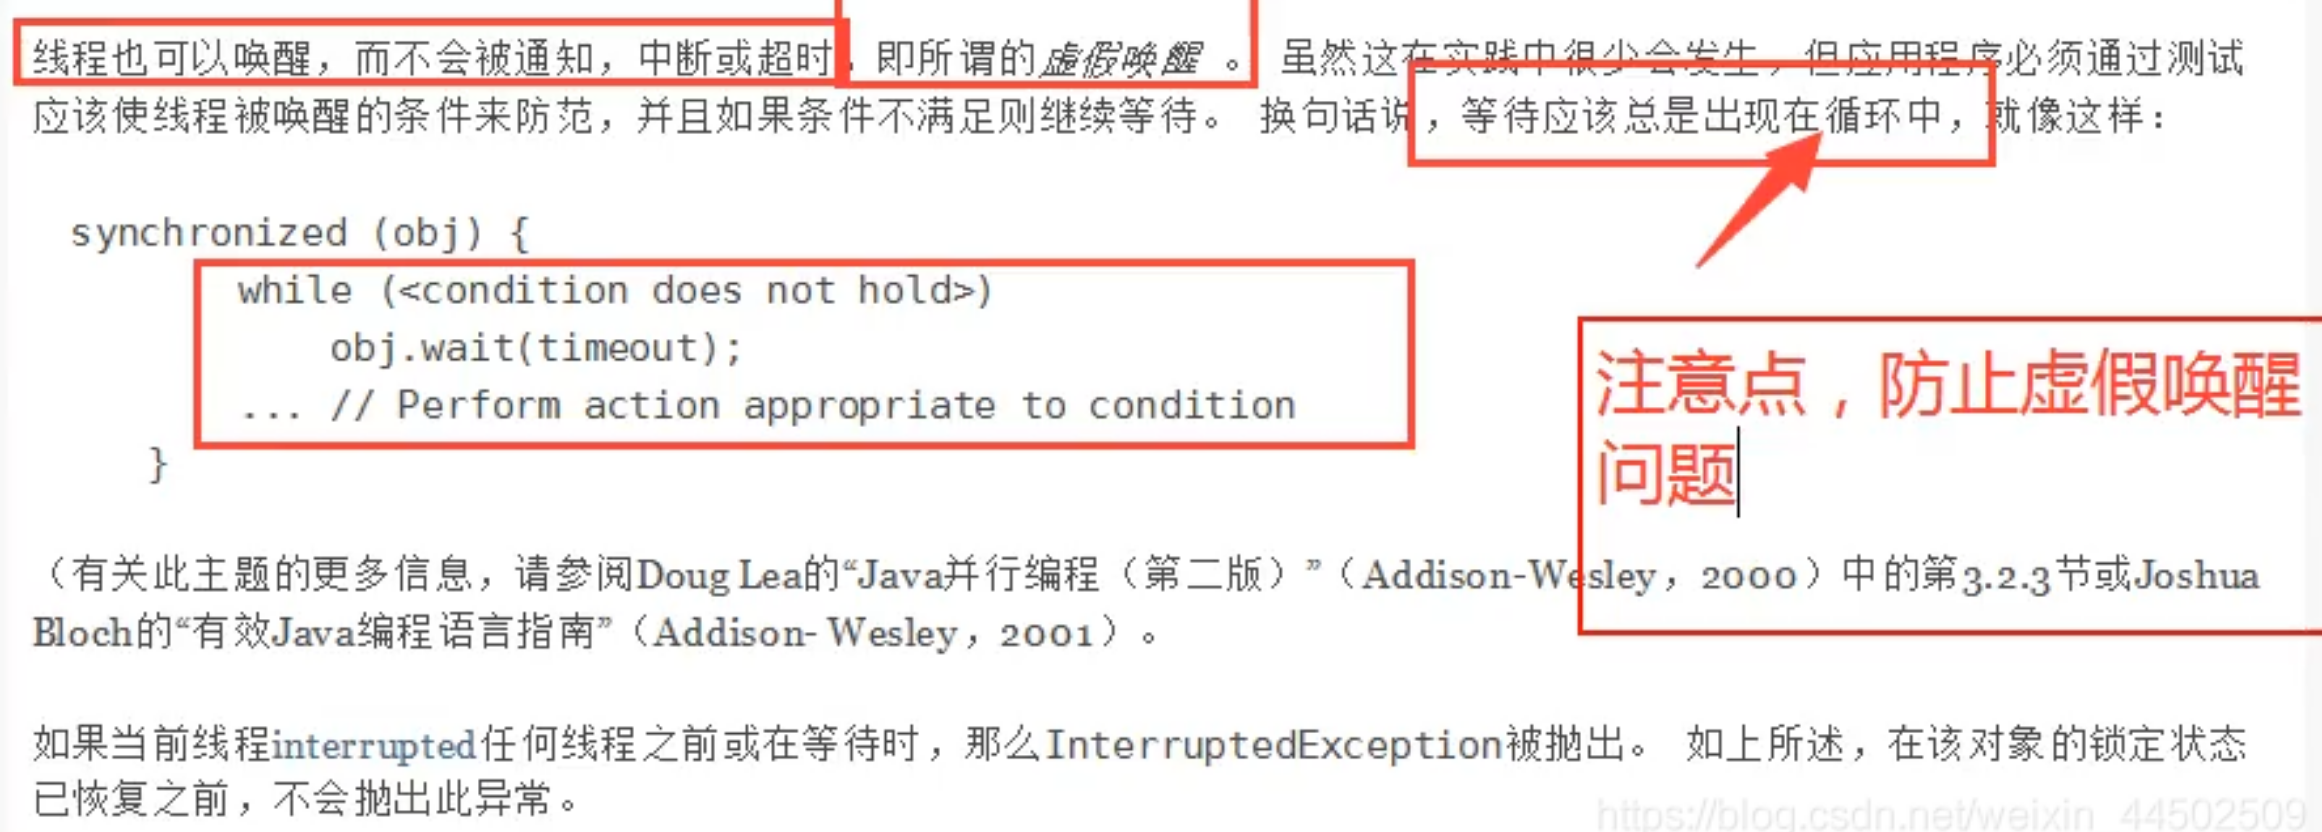 线程也可以唤醒，而不会被通知，中断或超时，即所谓的虚假唤醒 。 虽然这在实践中很少会发生，但应用程序必须通过测试
应该使线程被唤醒的条件来防范，并且如果条件不满足则继续等待。 换句话说，等待应该总是出现在循环中，就像这样：
synchronized (obj) {
while (<condition does not hold>)
obj.wait(timeout);
... // Perform action appropriate to condition
}
注意点，防止虚假唤醒
问题
（有关此主题的更多信息，请参阅Doug Lea的“Java并行编程（第二版）”（Addison-Wesley，2000）中的第3.2.3节或Joshua
Bloch的“有效Java编程语言指南”（Addison- Wesley，2001）。
如果当前线程interrupted任何线程之前或在等待时，那么InterruptedException被抛出。 如上所述，在该对象的锁定状态
已恢复之前，不会抛出此异常。
https://blog.csdn.net/weixin_44502509